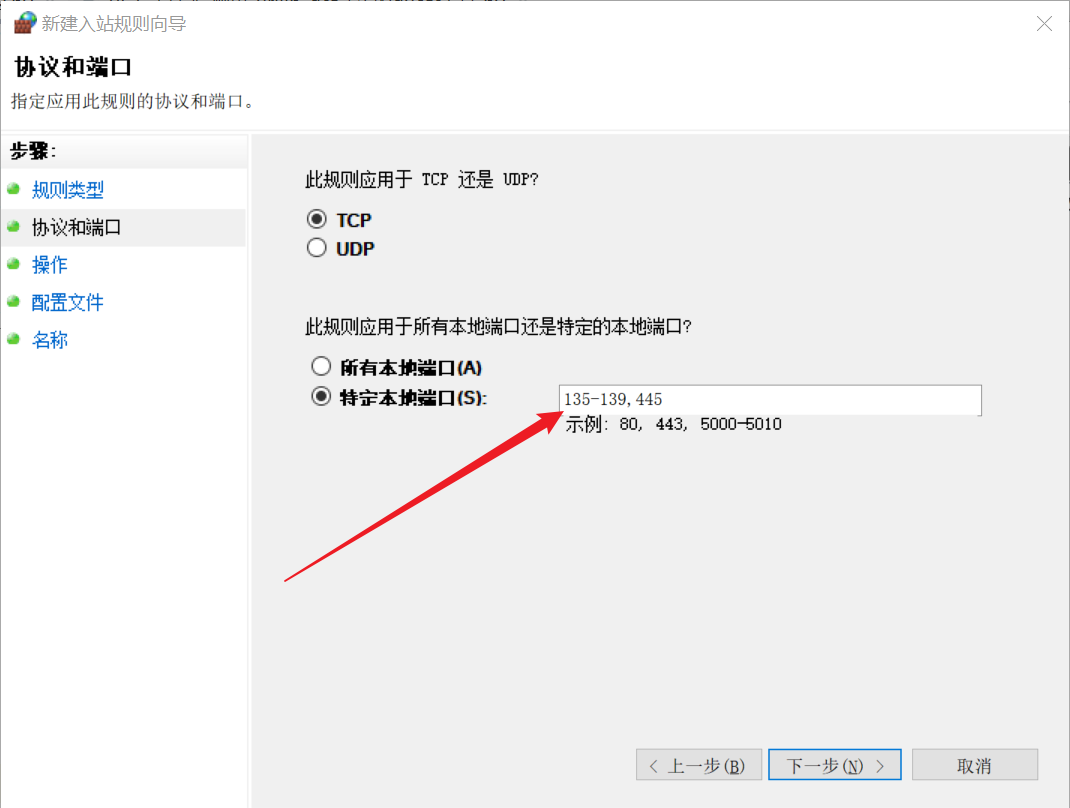 新建入站规则向导
协议和端口
指定应用此规则的协议和端口。
步骤:
规则类型
协议和端口
操作
配置文件
名称
此规则应用于 TCP 还是 UDP?
TCP
UDP
此规则应用于所有本地端口还是特定的本地端口?
所有本地端口(A)
特定本地端口(S):
135-139,445
示例: 80, 443, 5000-5010
< 上一步(B)
下一步(N) >
取消